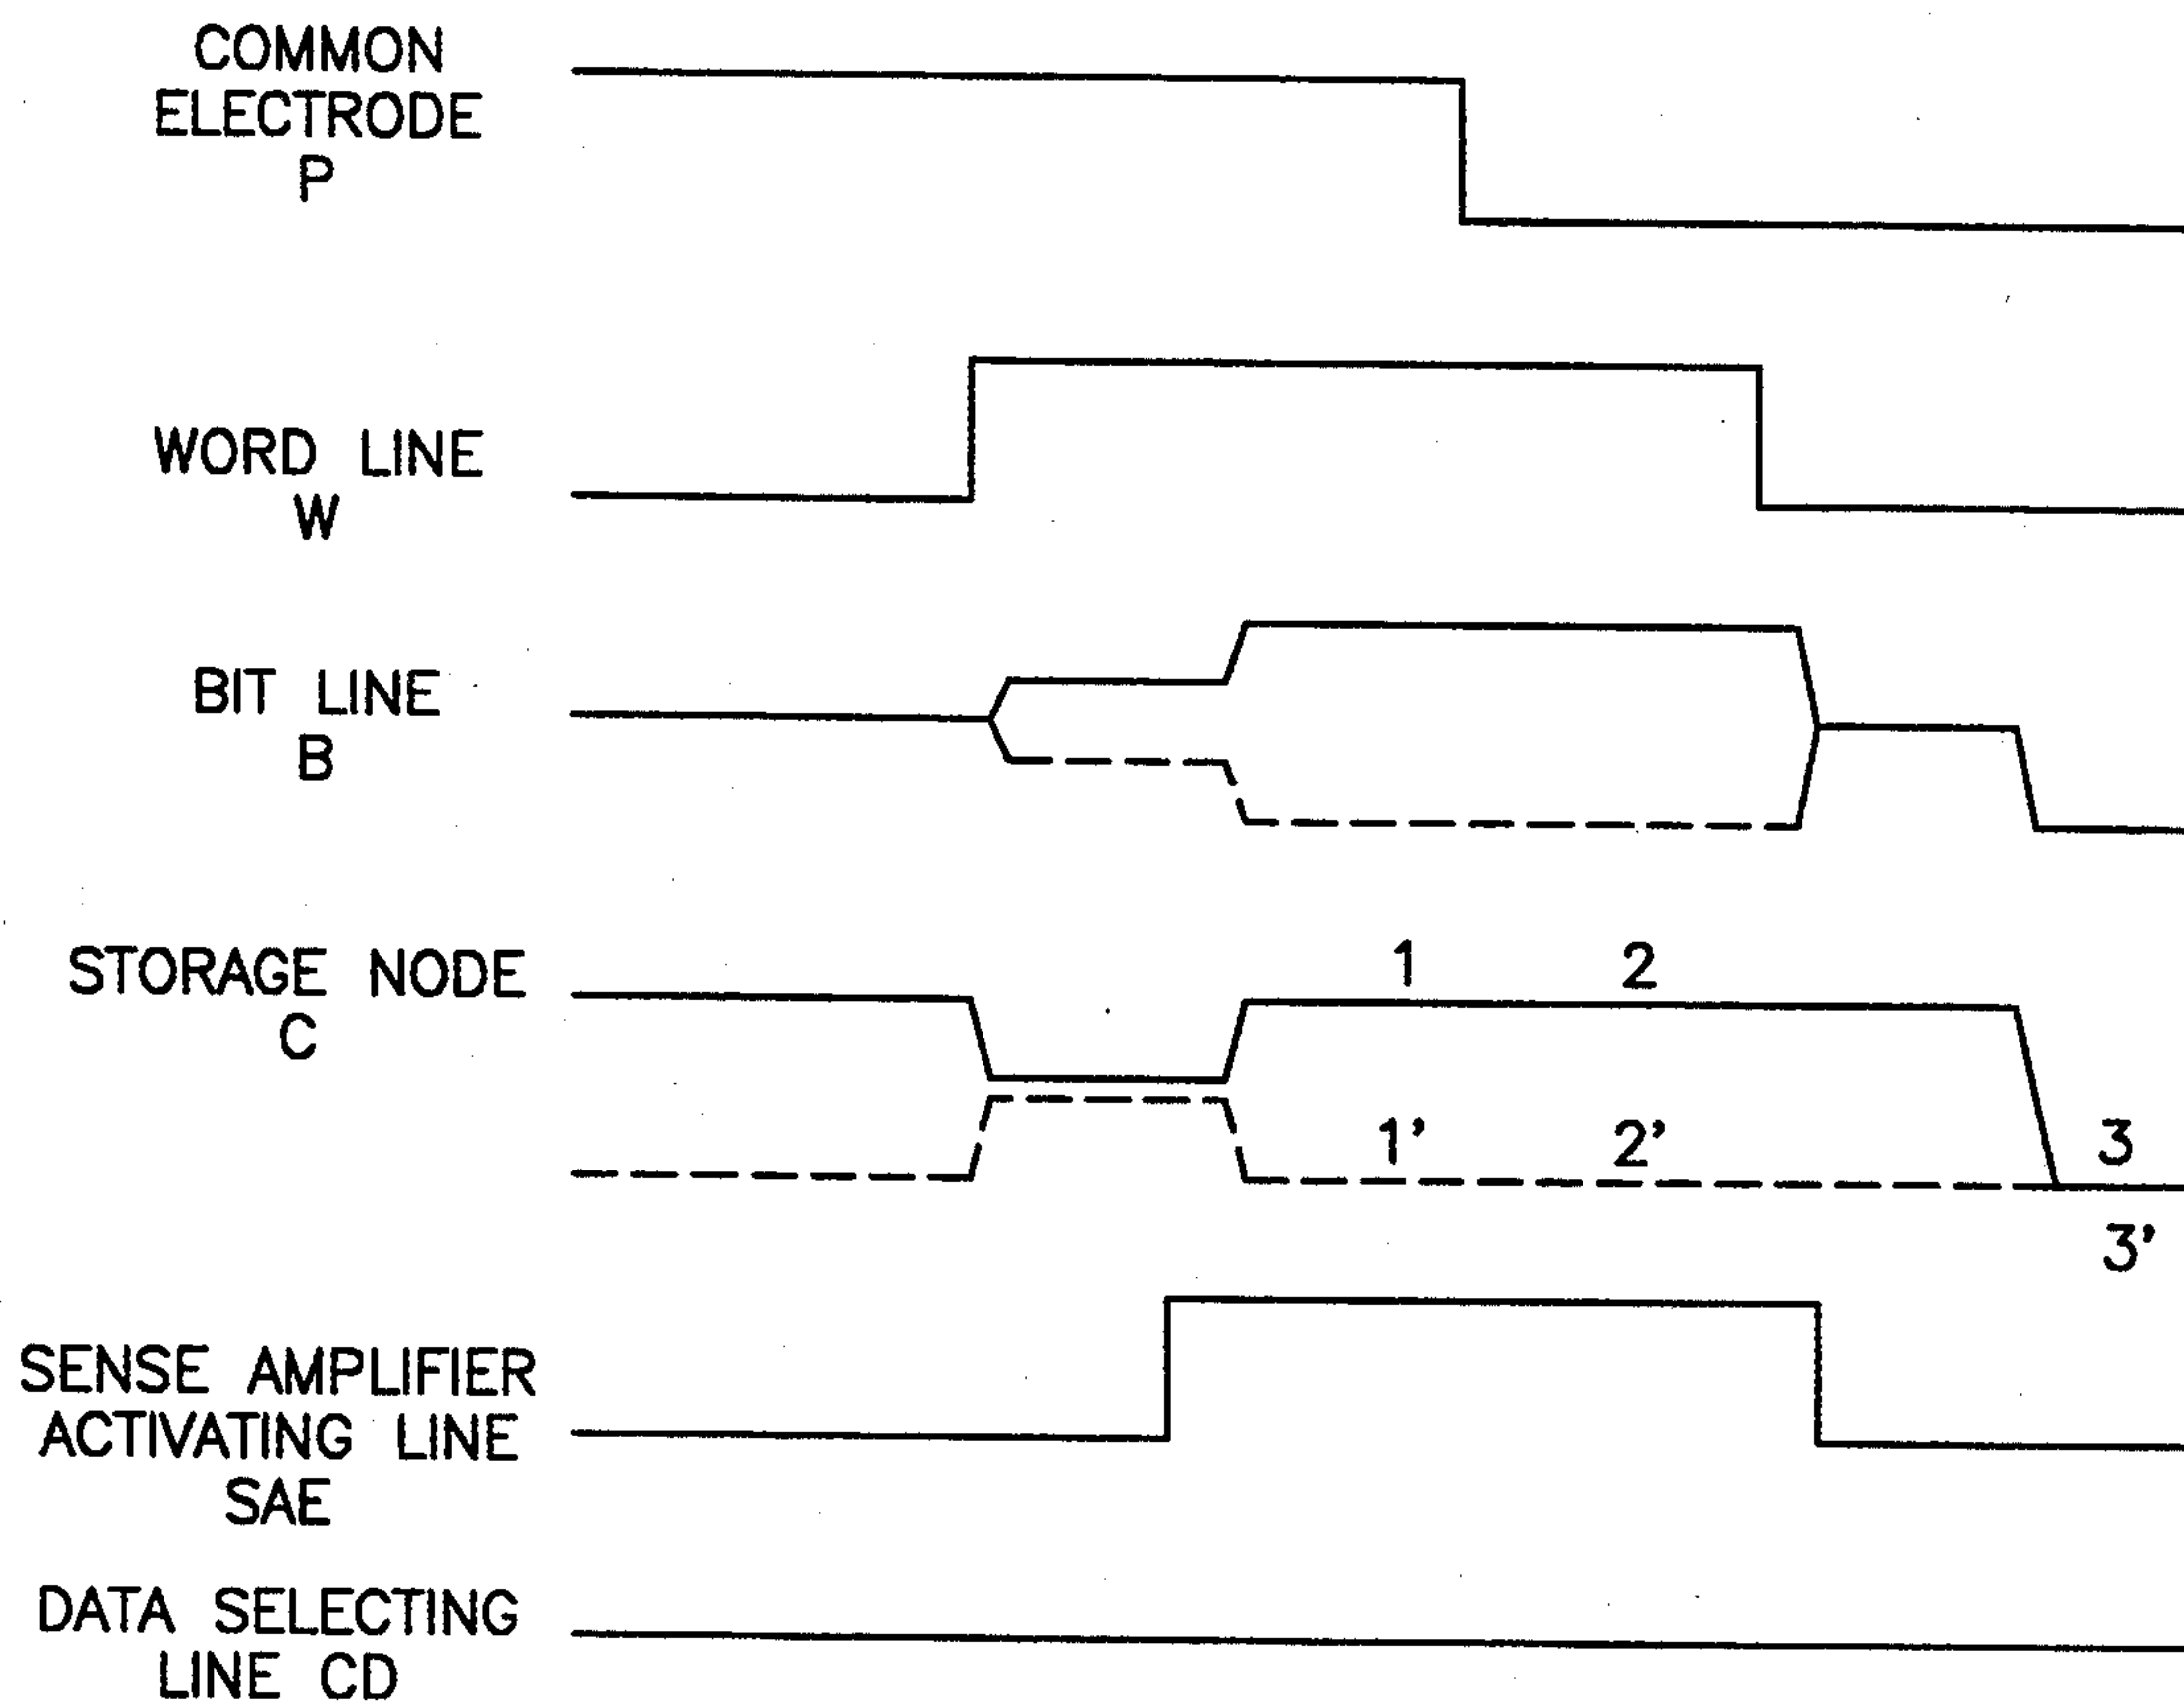 COMMON
ELECTRODE
P
WORD LINE
W
BIT LINE
B
STORAGE NODE
C
1 2
1' 2' 3
3'
SENSE AMPLIFIER
ACTIVATING LINE
SAE
DATA SELECTING
LINE CD